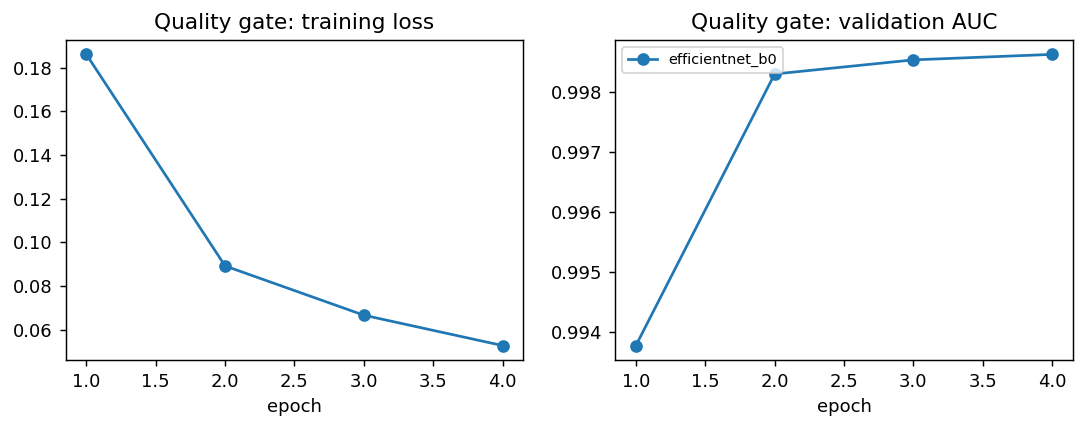 Quality gate: training loss
0.18
0.16
0.14
0.12
0.10
0.08
0.06
1.0 1.5 2.0 2.5 3.0 3.5 4.0
epoch
Quality gate: validation AUC
efficientnet_b0
0.998
0.997
0.996
0.995
0.994
1.0 1.5 2.0 2.5 3.0 3.5 4.0
epoch